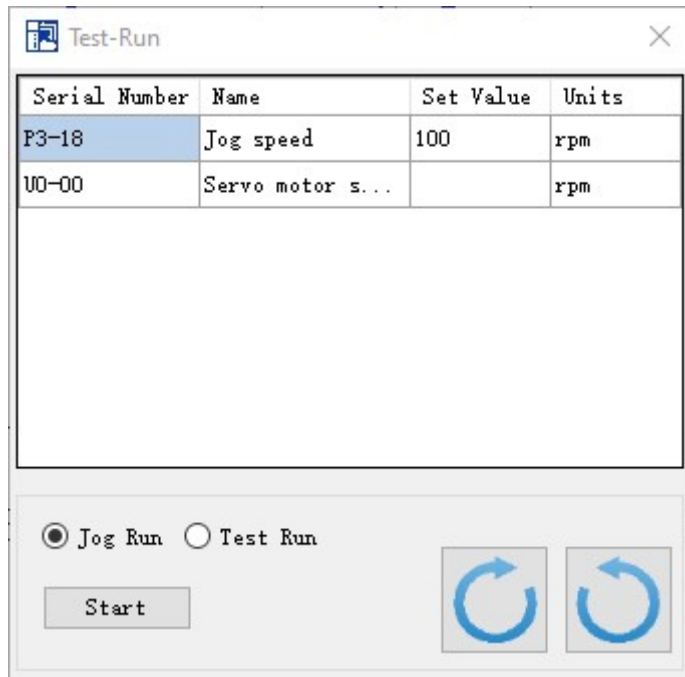 Test-Run
Serial Number Name Set Value Units
P3-18 Jog speed 100 rpm
U0-00 Servo motor s... rpm
Jog Run Test Run
Start